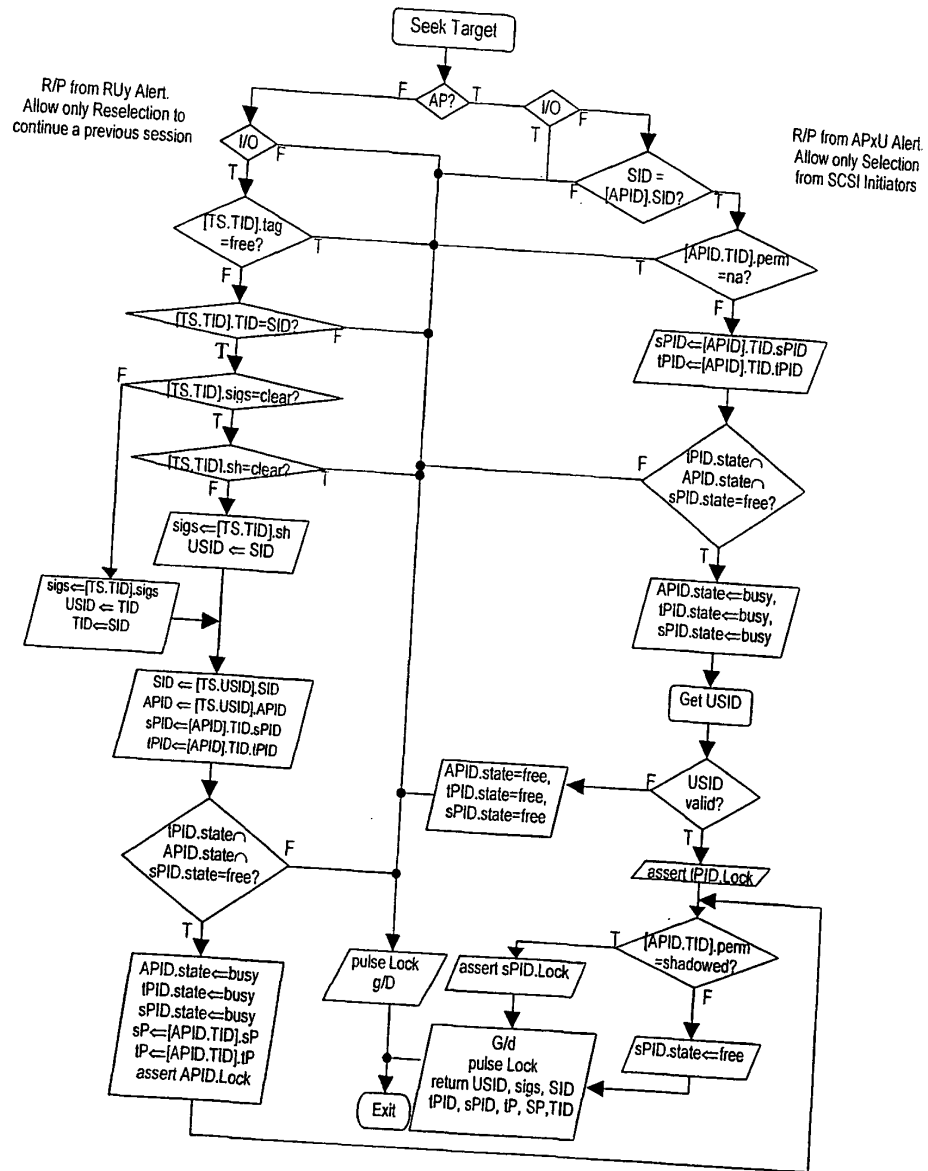 Seek Target
R/P from RUy Alert.
Allow only Reselection to
continue a previous session
F
AP?
T
I/O
F
T
R/P from APxU Alert.
Allow only Selection
from SCSI Initiators
I/O
F
T
SID =
[APID].SID?
F
T
[TS.TID].tag
=free?
T
F
[APID.TID].perm
=na?
T
F
[TS.TID].TID=SID?
F
T
sPID⇐[APID].TID.sPID
tPID⇐[APID].TID.tPID
F
[TS.TID].sigs=clear?
T
[TS.TID].sh=clear?
T
F
tPID.state∩
APID.state∩
sPID.state=free?
F
T
sigs⇐[TS.TID].sh
USID ⇐ SID
sigs⇐[TS.TID].sigs
USID ⇐ TID
TID⇐SID
APID.state⇐busy,
tPID.state⇐busy,
sPID.state⇐busy
SID ⇐ [TS.USID].SID
APID ⇐ [TS.USID].APID
sPID⇐[APID].TID.sPID
tPID⇐[APID].TID.tPID
Get USID
APID.state=free,
tPID.state=free,
sPID.state=free
F
USID
valid?
T
tPID.state∩
APID.state∩
sPID.state=free?
F
T
assert tPID.Lock
[APID.TID].perm
=shadowed?
T
F
APID.state⇐busy
tPID.state⇐busy
sPID.state⇐busy
sP⇐[APID.TID].sP
tP⇐[APID.TID].tP
assert APID.Lock
pulse Lock
g/D
assert sPID.Lock
sPID.state⇐free
G/d
pulse Lock
return USID, sigs, SID
tPID, sPID, tP, SP,TID
Exit